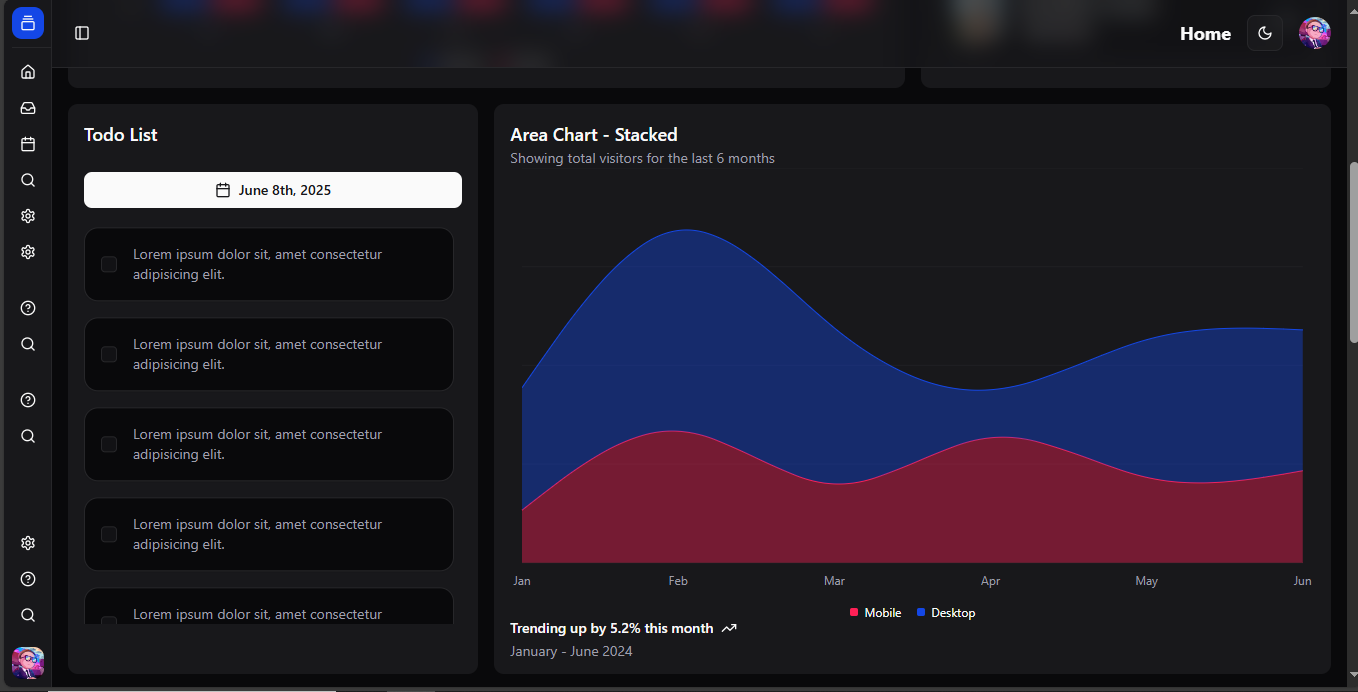 Home
Todo List
June 8th, 2025
Lorem ipsum dolor sit, amet consectetur
adipisicing elit.
Lorem ipsum dolor sit, amet consectetur
adipisicing elit.
Lorem ipsum dolor sit, amet consectetur
adipisicing elit.
Lorem ipsum dolor sit, amet consectetur
adipisicing elit.
Lorem ipsum dolor sit, amet consectetur
Area Chart - Stacked
Showing total visitors for the last 6 months
Jan Feb Mar Apr May Jun
Mobile Desktop
Trending up by 5.2% this month
January - June 2024